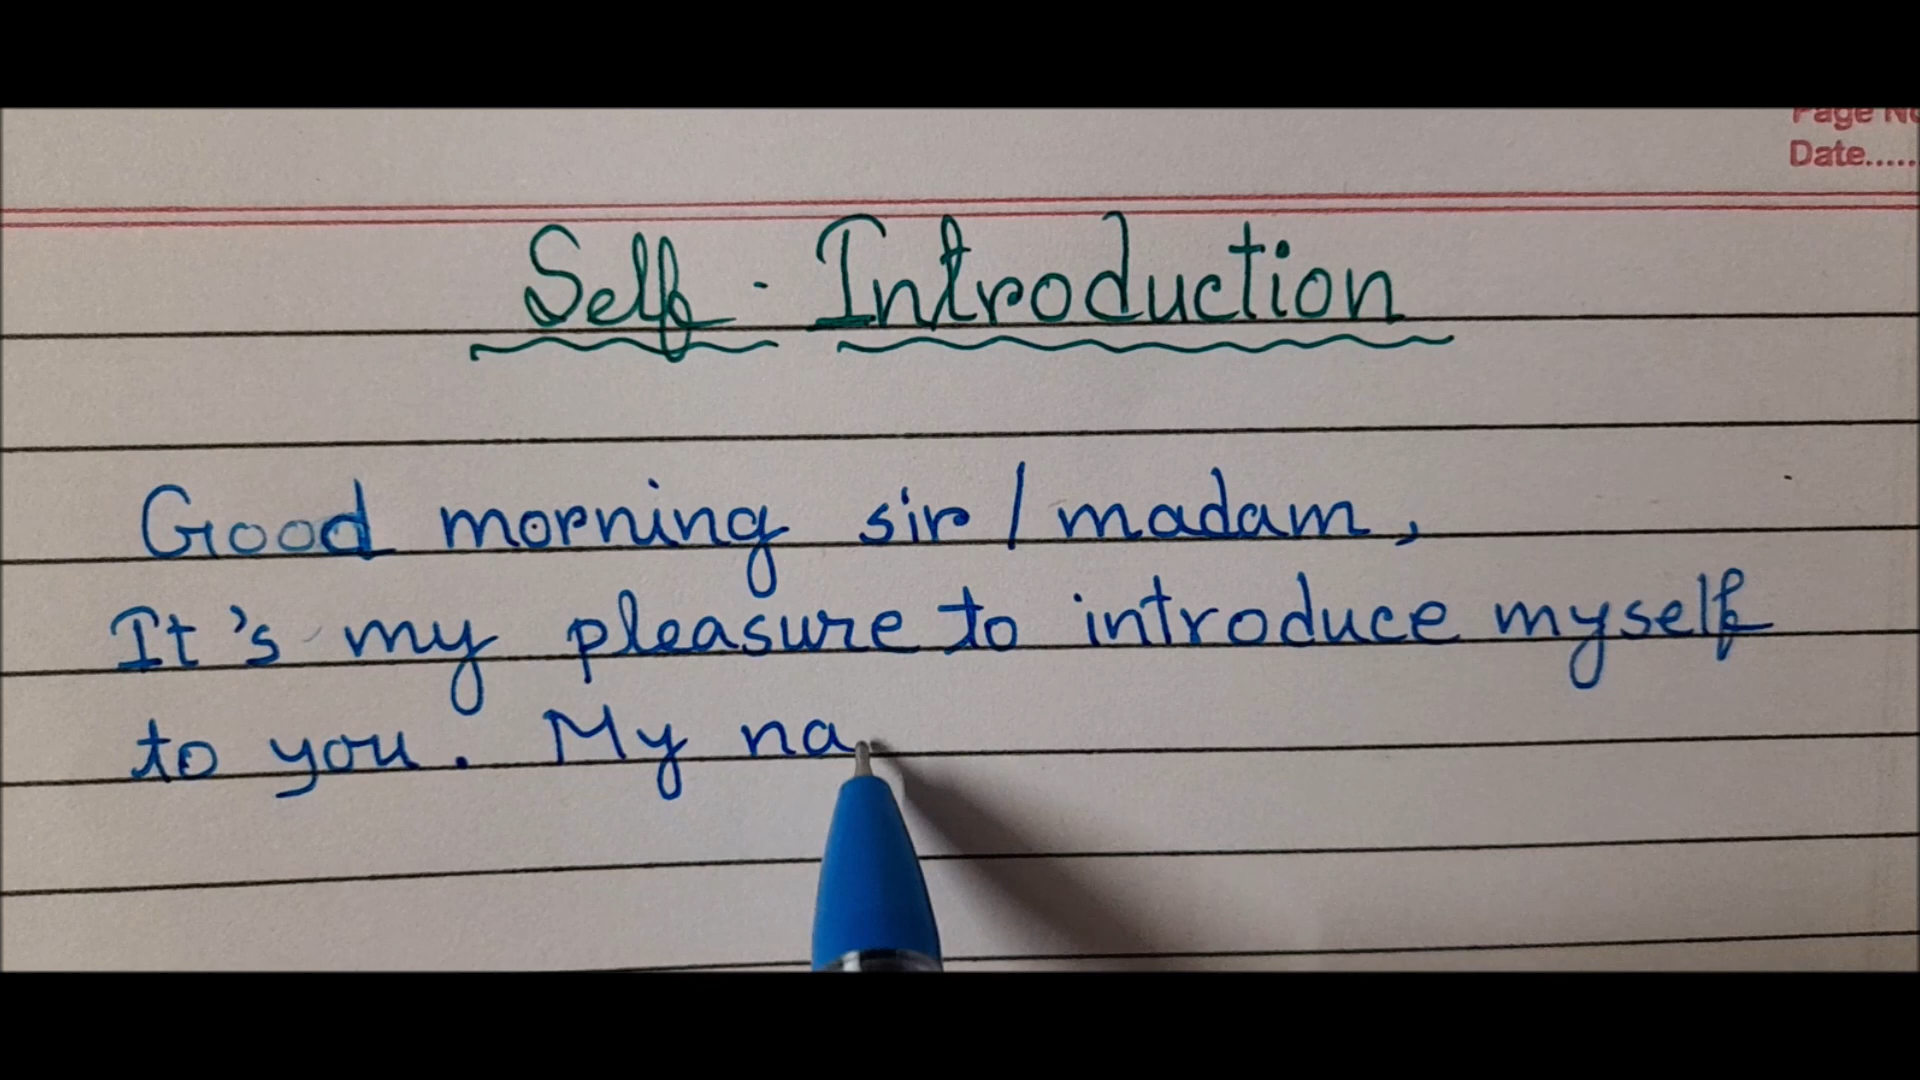 Page No
Date.....
Self - Introduction
Good morning sir / madam,
It's my pleasure to introduce myself
to you. My na